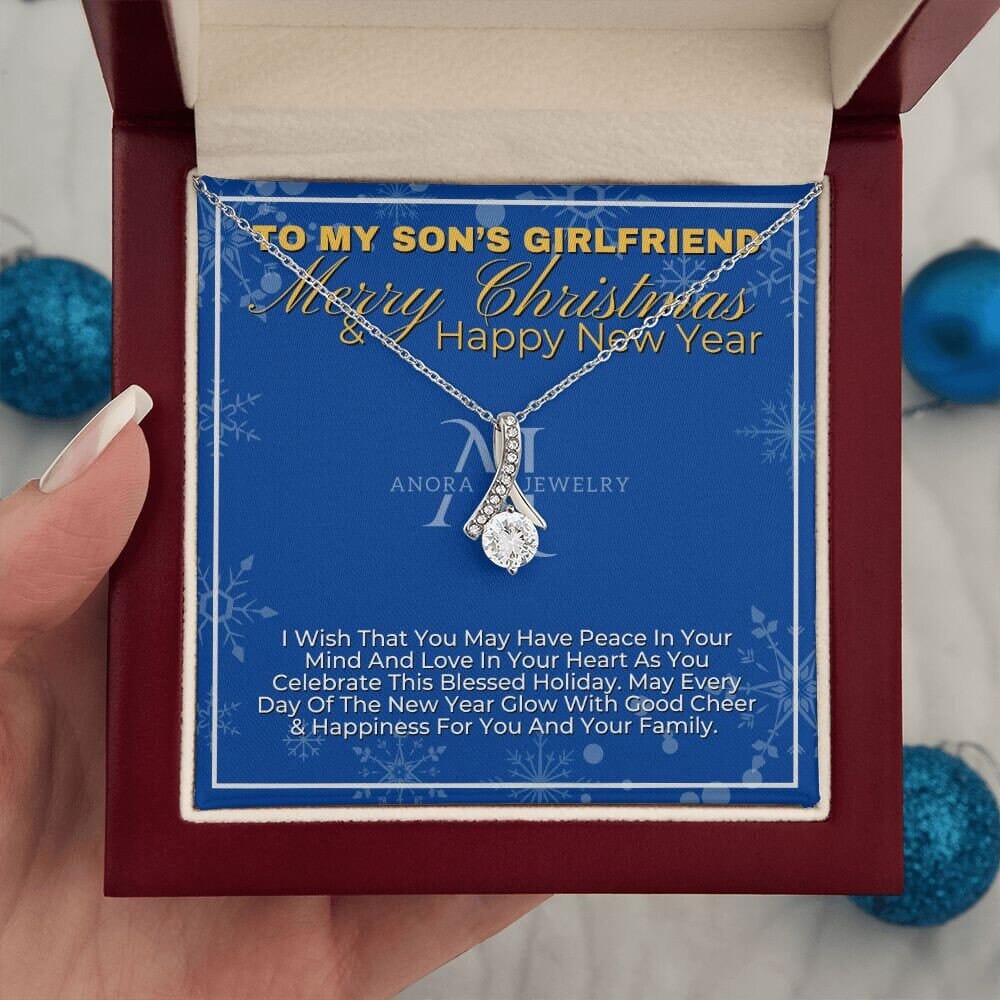 TO MY SON'S GIRLFRIEND
Merry Christmas
& Happy New Year
ANORA JEWELRY
I Wish That You May Have Peace In Your
Mind And Love In Your Heart As You
Celebrate This Blessed Holiday. May Every
Day Of The New Year Glow With Good Cheer
& Happiness For You And Your Family.